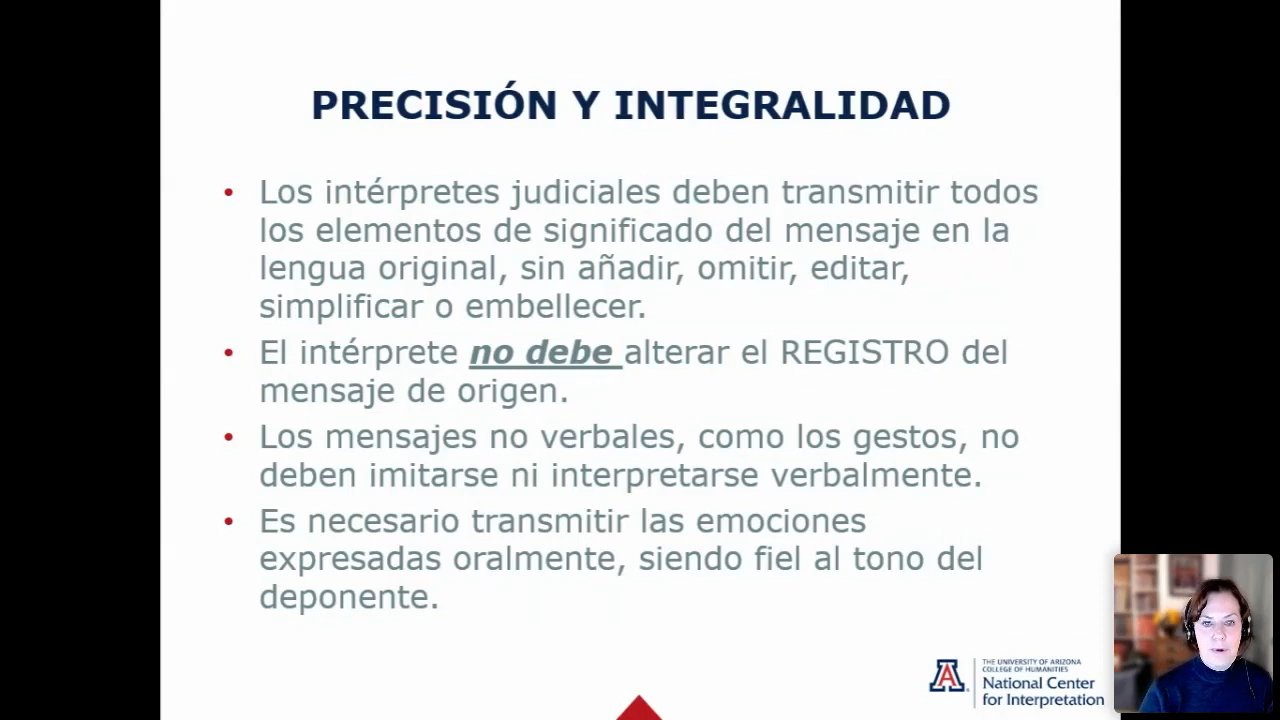 PRECISIÓN Y INTEGRALIDAD
• Los intérpretes judiciales deben transmitir todos
los elementos de significado del mensaje en la
lengua original, sin añadir, omitir, editar,
simplificar o embellecer.
• El intérprete no debe alterar el REGISTRO del
mensaje de origen.
• Los mensajes no verbales, como los gestos, no
deben imitarse ni interpretarse verbalmente.
• Es necesario transmitir las emociones
expresadas oralmente, siendo fiel al tono del
deponente.
A
THE UNIVERSITY OF ARIZONA
COLLEGE OF HUMANITIES
National Center
for Interpretation